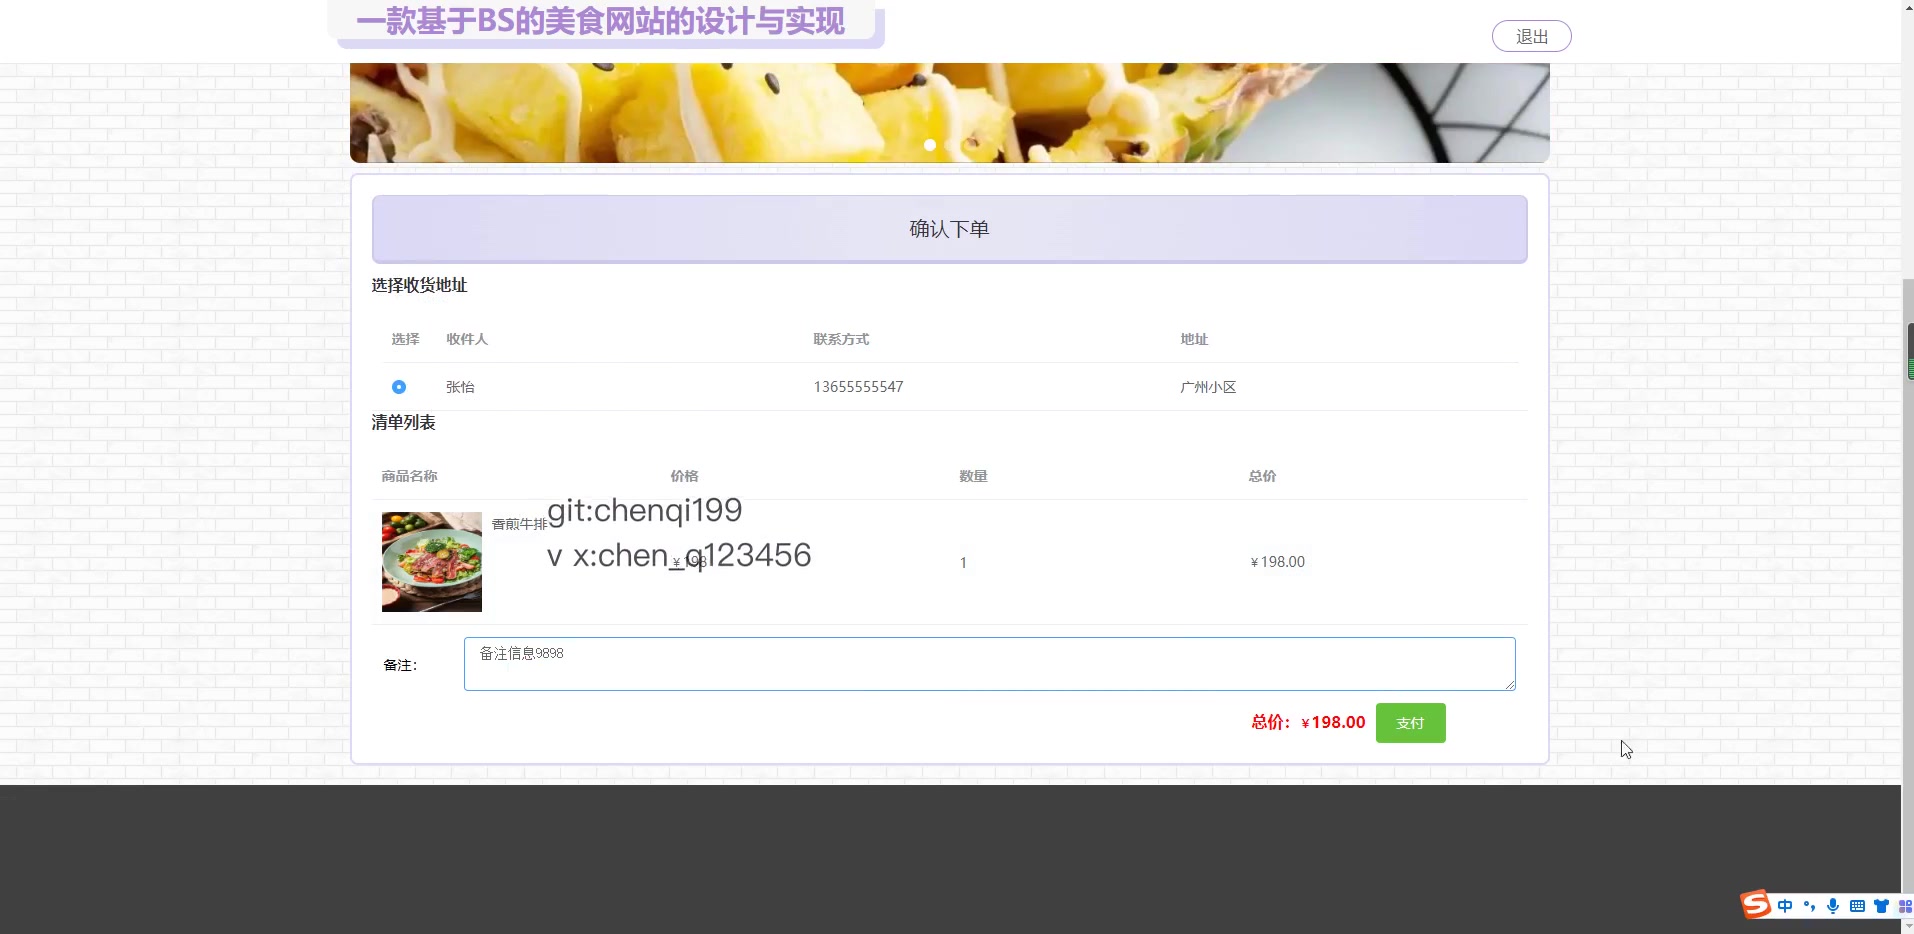 一款基于BS的美食网站的设计与实现
退出
确认下单
选择收货地址
选择 收件人 联系方式 地址
张怡 13655555547 广州小区
清单列表
商品名称 价格 数量 总价
香煎牛排
git:chenqi199
v x:chen_q123456
¥198 1 ¥198.00
备注： 备注信息9898
总价：¥198.00 支付
中